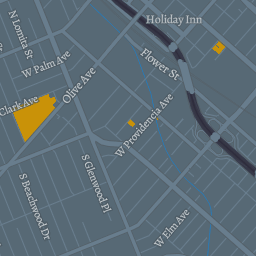 Holiday Inn
N Lomita St
W Palm Ave
Flower St
Clark Ave
Olive Ave
W Providencia Ave
S Glenwood Pl
S Beachwood Dr
W Elm Ave